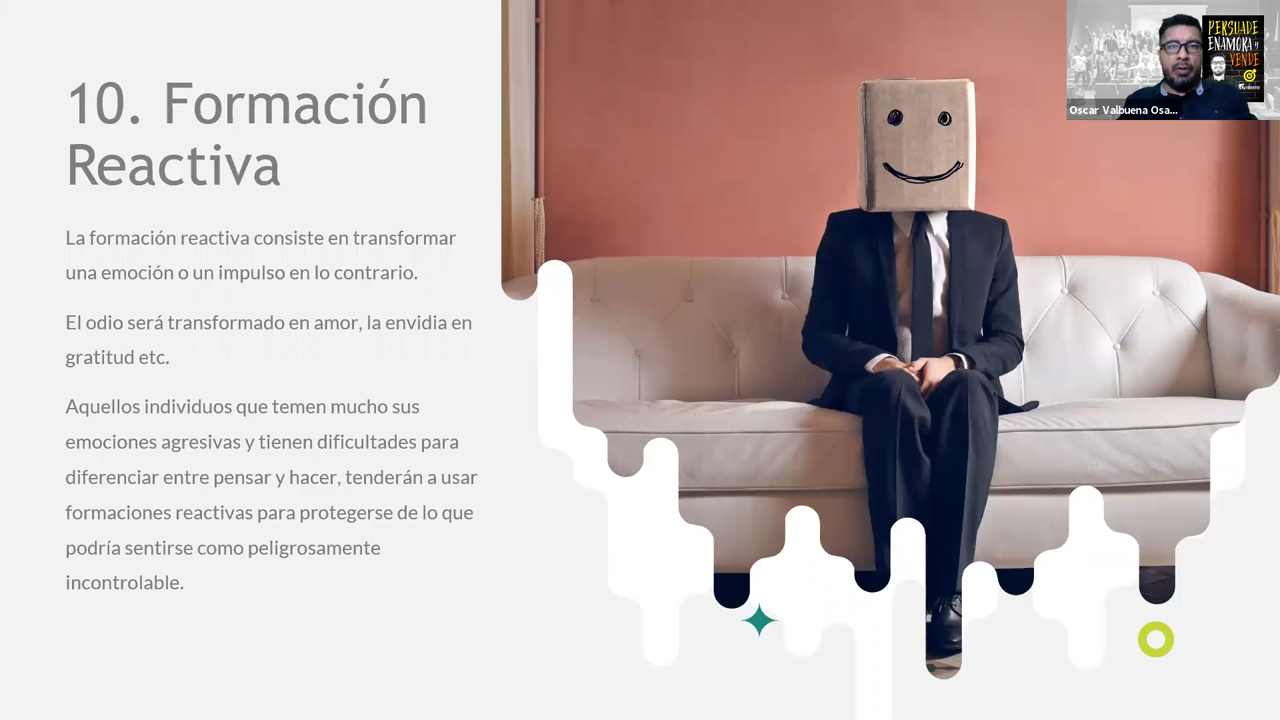 10. Formación
Reactiva
La formación reactiva consiste en transformar
una emoción o un impulso en lo contrario.
El odio será transformado en amor, la envidia en
gratitud etc.
Aquellos individuos que temen mucho sus
emociones agresivas y tienen dificultades para
diferenciar entre pensar y hacer, tenderán a usar
formaciones reactivas para protegerse de lo que
podría sentirse como peligrosamente
incontrolable.
PERSUADE
ENAMORA y
VENDE
Oscar Valbuena Osa...